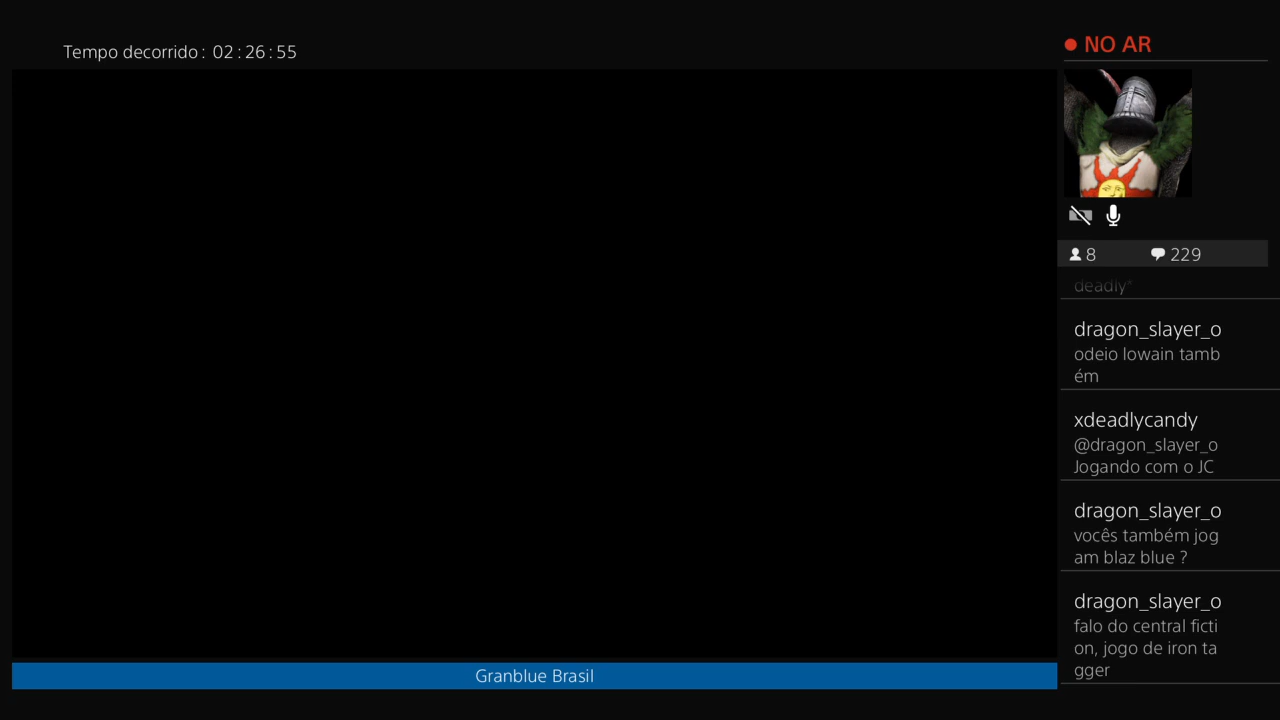 Tempo decorrido : 02 : 26 : 55
NO AR
8 229
deadly*
dragon_slayer_o
odeio lowain tamb
ém
xdeadlycandy
@dragon_slayer_o
Jogando com o JC
dragon_slayer_o
vocês também jog
am blaz blue ?
dragon_slayer_o
falo do central ficti
on, jogo de iron ta
gger
Granblue Brasil